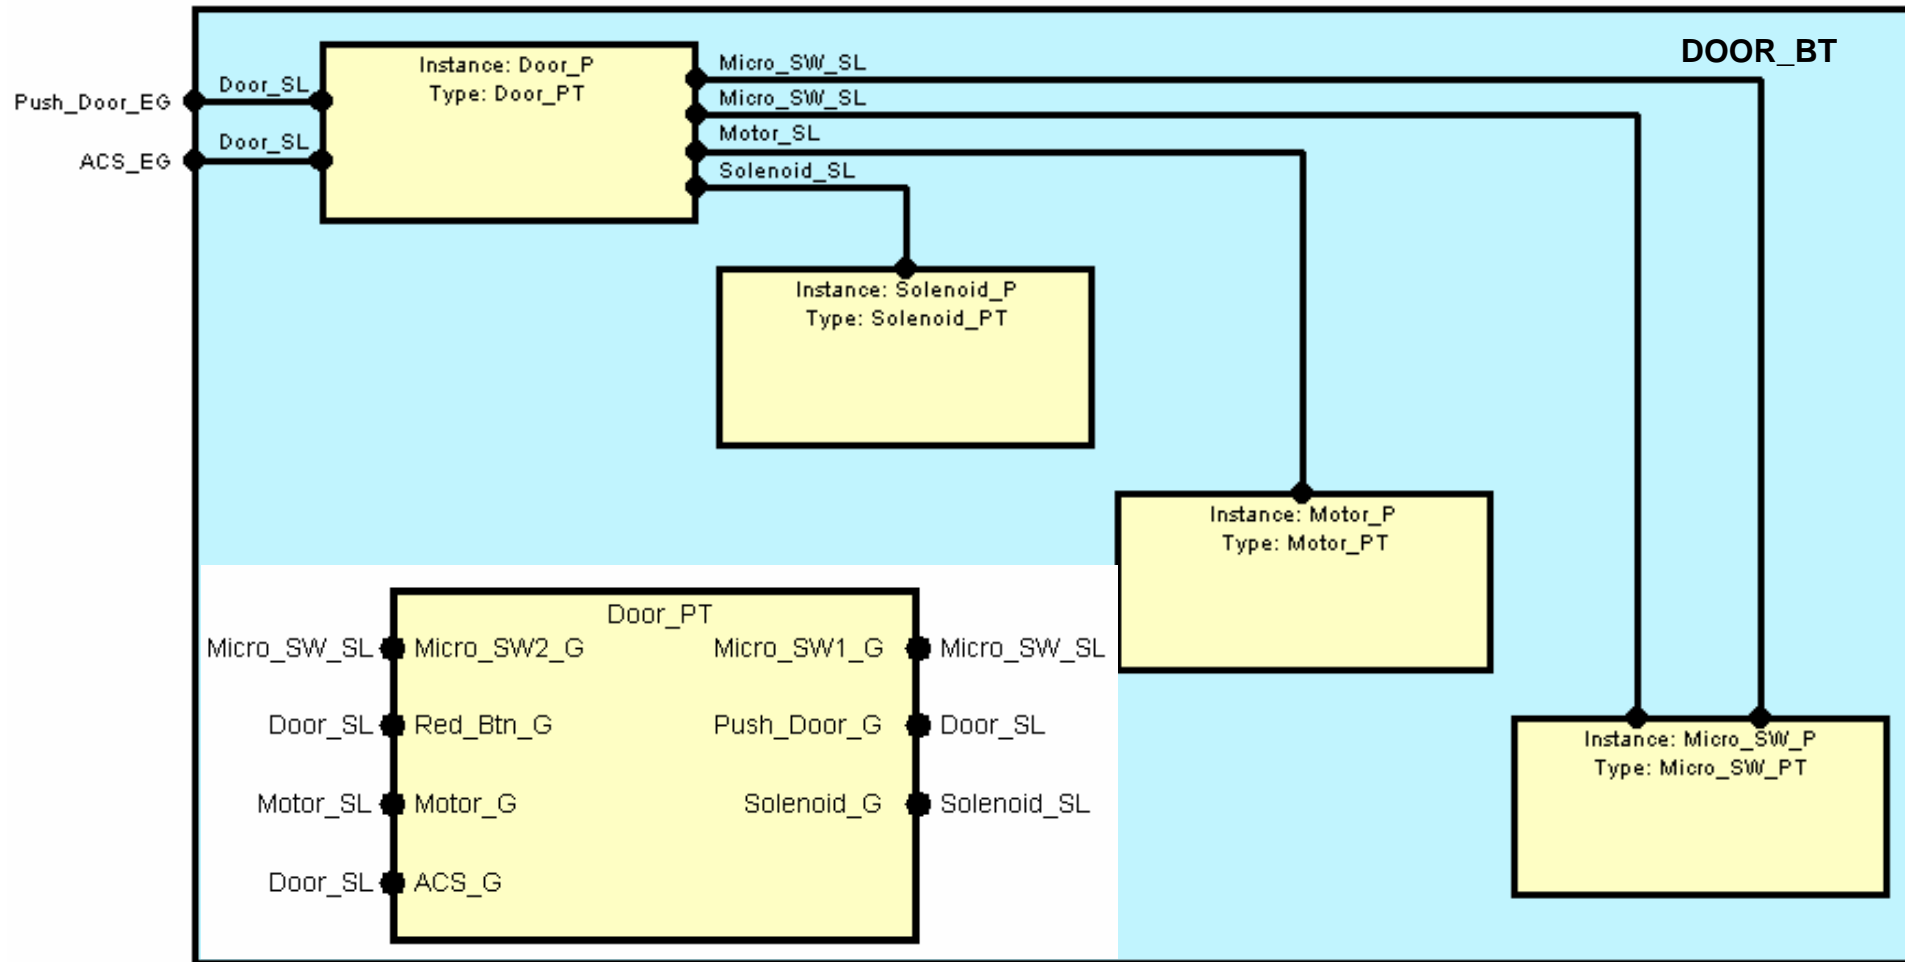 DOOR_BT
Push_Door_EG
ACS_EG
Door_SL
Door_SL
Instance: Door_P
Type: Door_PT
Micro_SW_SL
Micro_SW_SL
Motor_SL
Solenoid_SL
Instance: Solenoid_P
Type: Solenoid_PT
Instance: Motor_P
Type: Motor_PT
Instance: Micro_SW_P
Type: Micro_SW_PT
Door_PT
Micro_SW_SL Micro_SW2_G Micro_SW1_G Micro_SW_SL
Door_SL Red_Btn_G Push_Door_G Door_SL
Motor_SL Motor_G Solenoid_G Solenoid_SL
Door_SL ACS_G